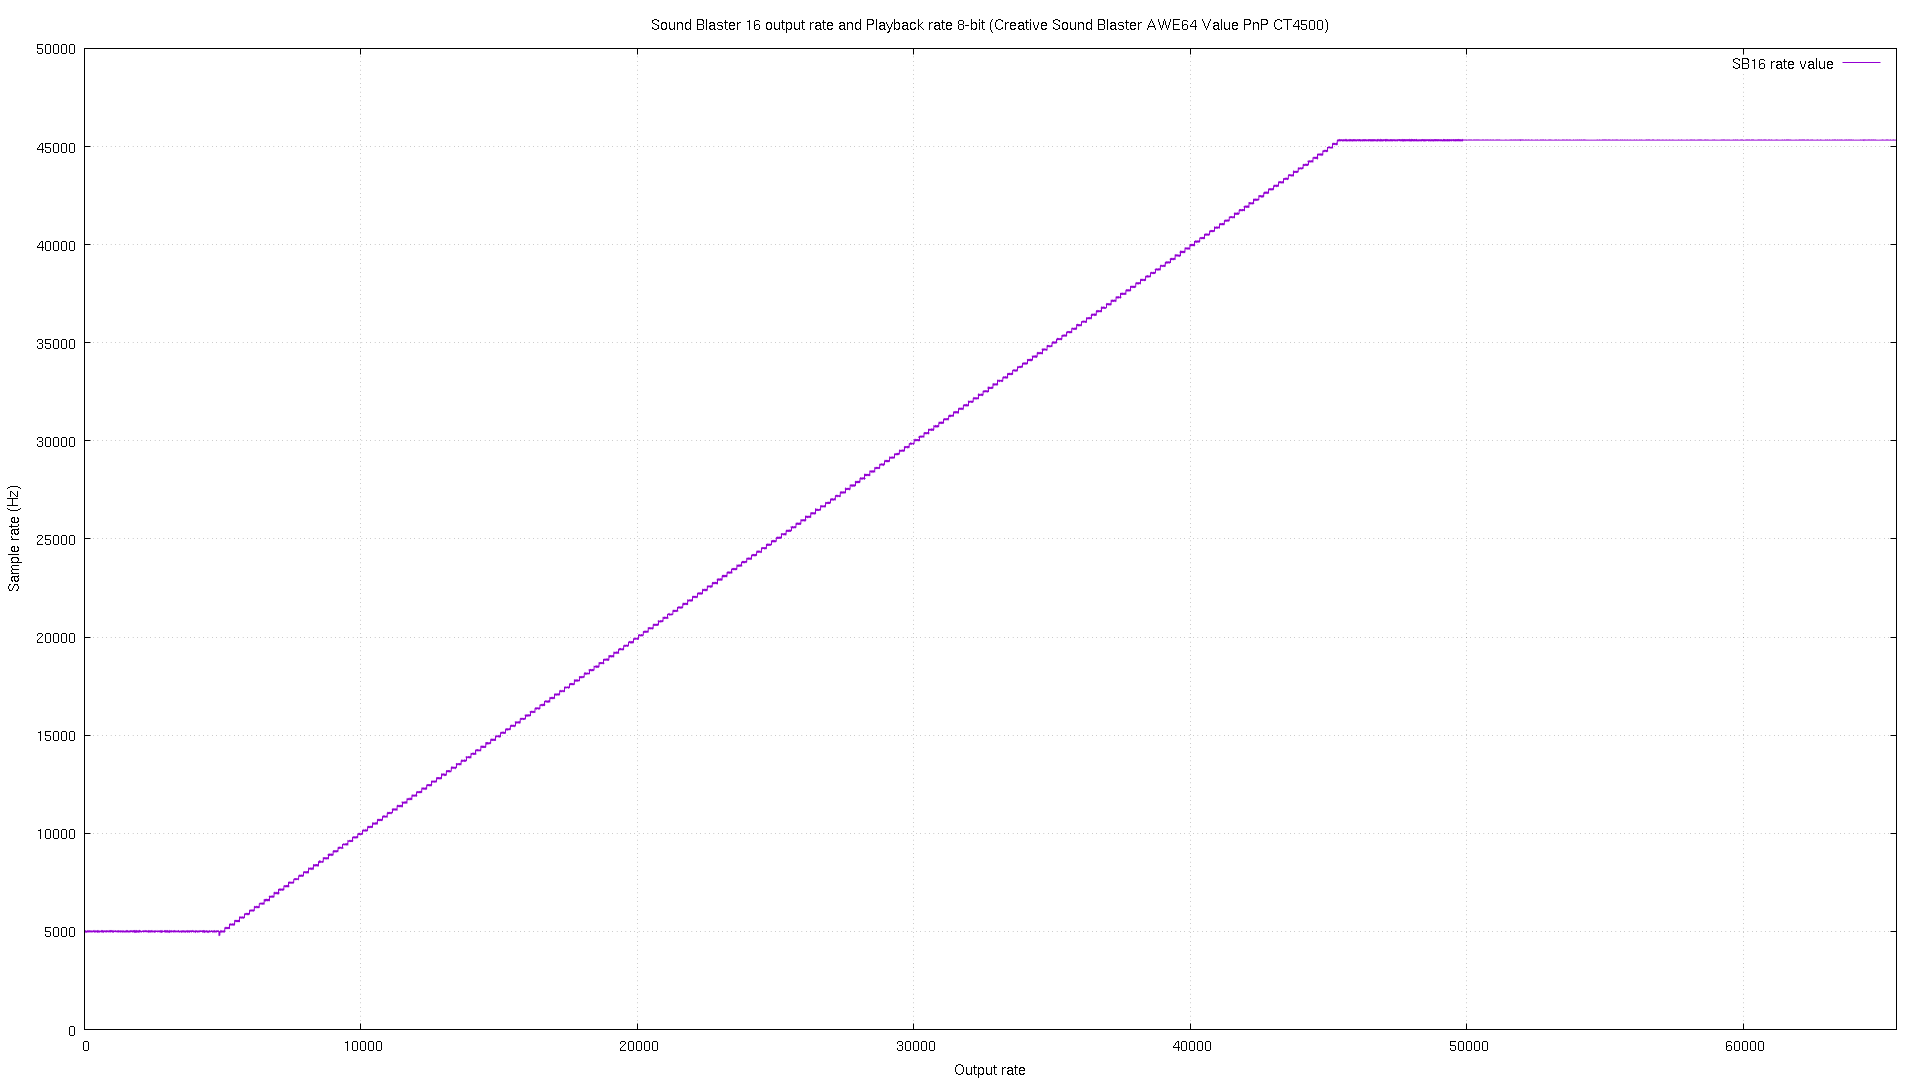 Sound Blaster 16 output rate and Playback rate 8-bit (Creative Sound Blaster AWE64 Value PnP CT4500)
SB16 rate value
50000
45000
40000
35000
30000
25000
20000
15000
10000
5000
0
Sample rate (Hz)
0 10000 20000 30000 40000 50000 60000
Output rate